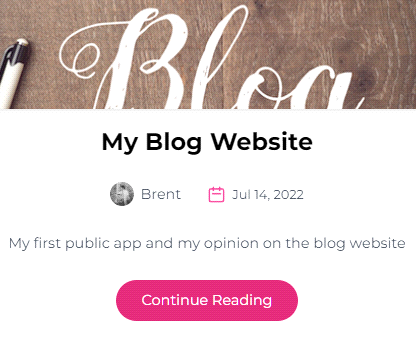 Blog
My Blog Website
Brent Jul 14, 2022
My first public app and my opinion on the blog website
Continue Reading